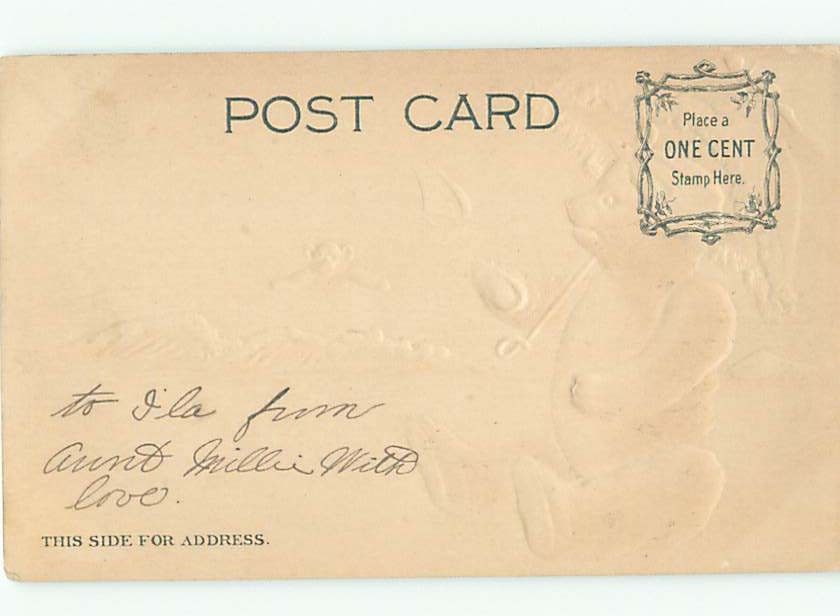 POST CARD
Place a
ONE CENT
Stamp Here.
to Ila from
Aunt Millie With
love.
THIS SIDE FOR ADDRESS.